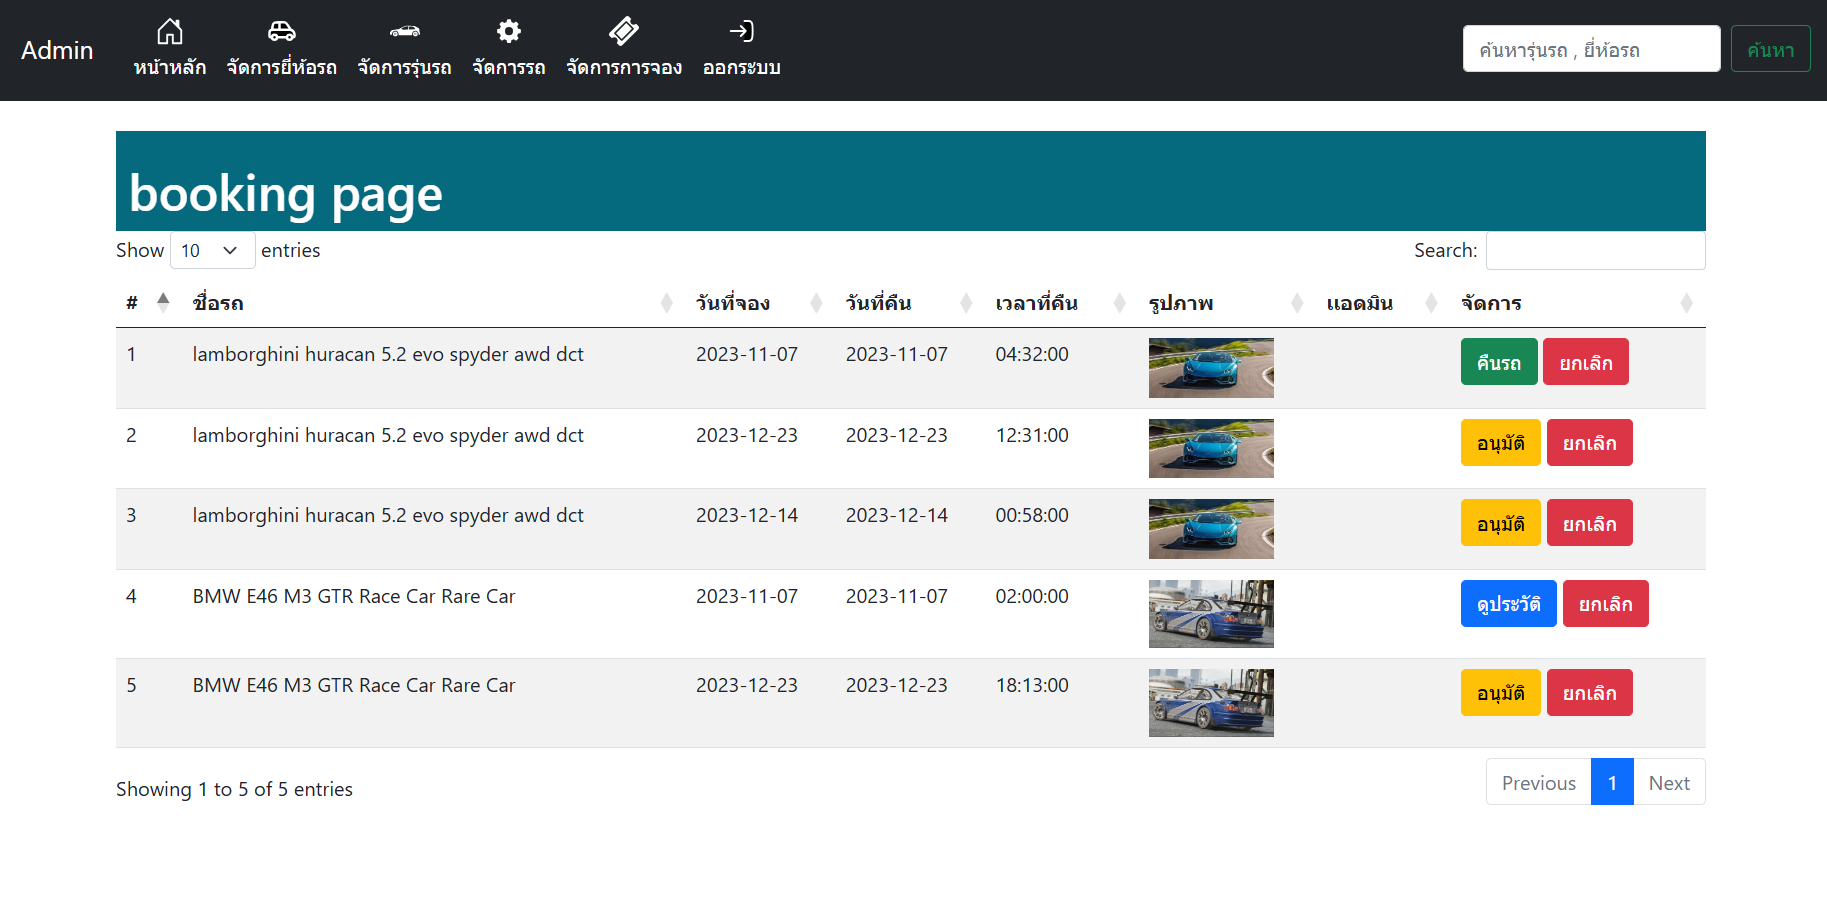 Admin
หน้าหลัก จัดการยี่ห้อรถ จัดการรุ่นรถ จัดการรถ จัดการการจอง ออกระบบ
ค้นหารุ่นรถ , ยี่ห้อรถ ค้นหา
booking page
Show 10 entries Search:
# ชื่อรถ วันที่จอง วันที่คืน เวลาที่คืน รูปภาพ แอดมิน จัดการ
1 lamborghini huracan 5.2 evo spyder awd dct 2023-11-07 2023-11-07 04:32:00 คืนรถ ยกเลิก
2 lamborghini huracan 5.2 evo spyder awd dct 2023-12-23 2023-12-23 12:31:00 อนุมัติ ยกเลิก
3 lamborghini huracan 5.2 evo spyder awd dct 2023-12-14 2023-12-14 00:58:00 อนุมัติ ยกเลิก
4 BMW E46 M3 GTR Race Car Rare Car 2023-11-07 2023-11-07 02:00:00 ดูประวัติ ยกเลิก
5 BMW E46 M3 GTR Race Car Rare Car 2023-12-23 2023-12-23 18:13:00 อนุมัติ ยกเลิก
Showing 1 to 5 of 5 entries Previous 1 Next